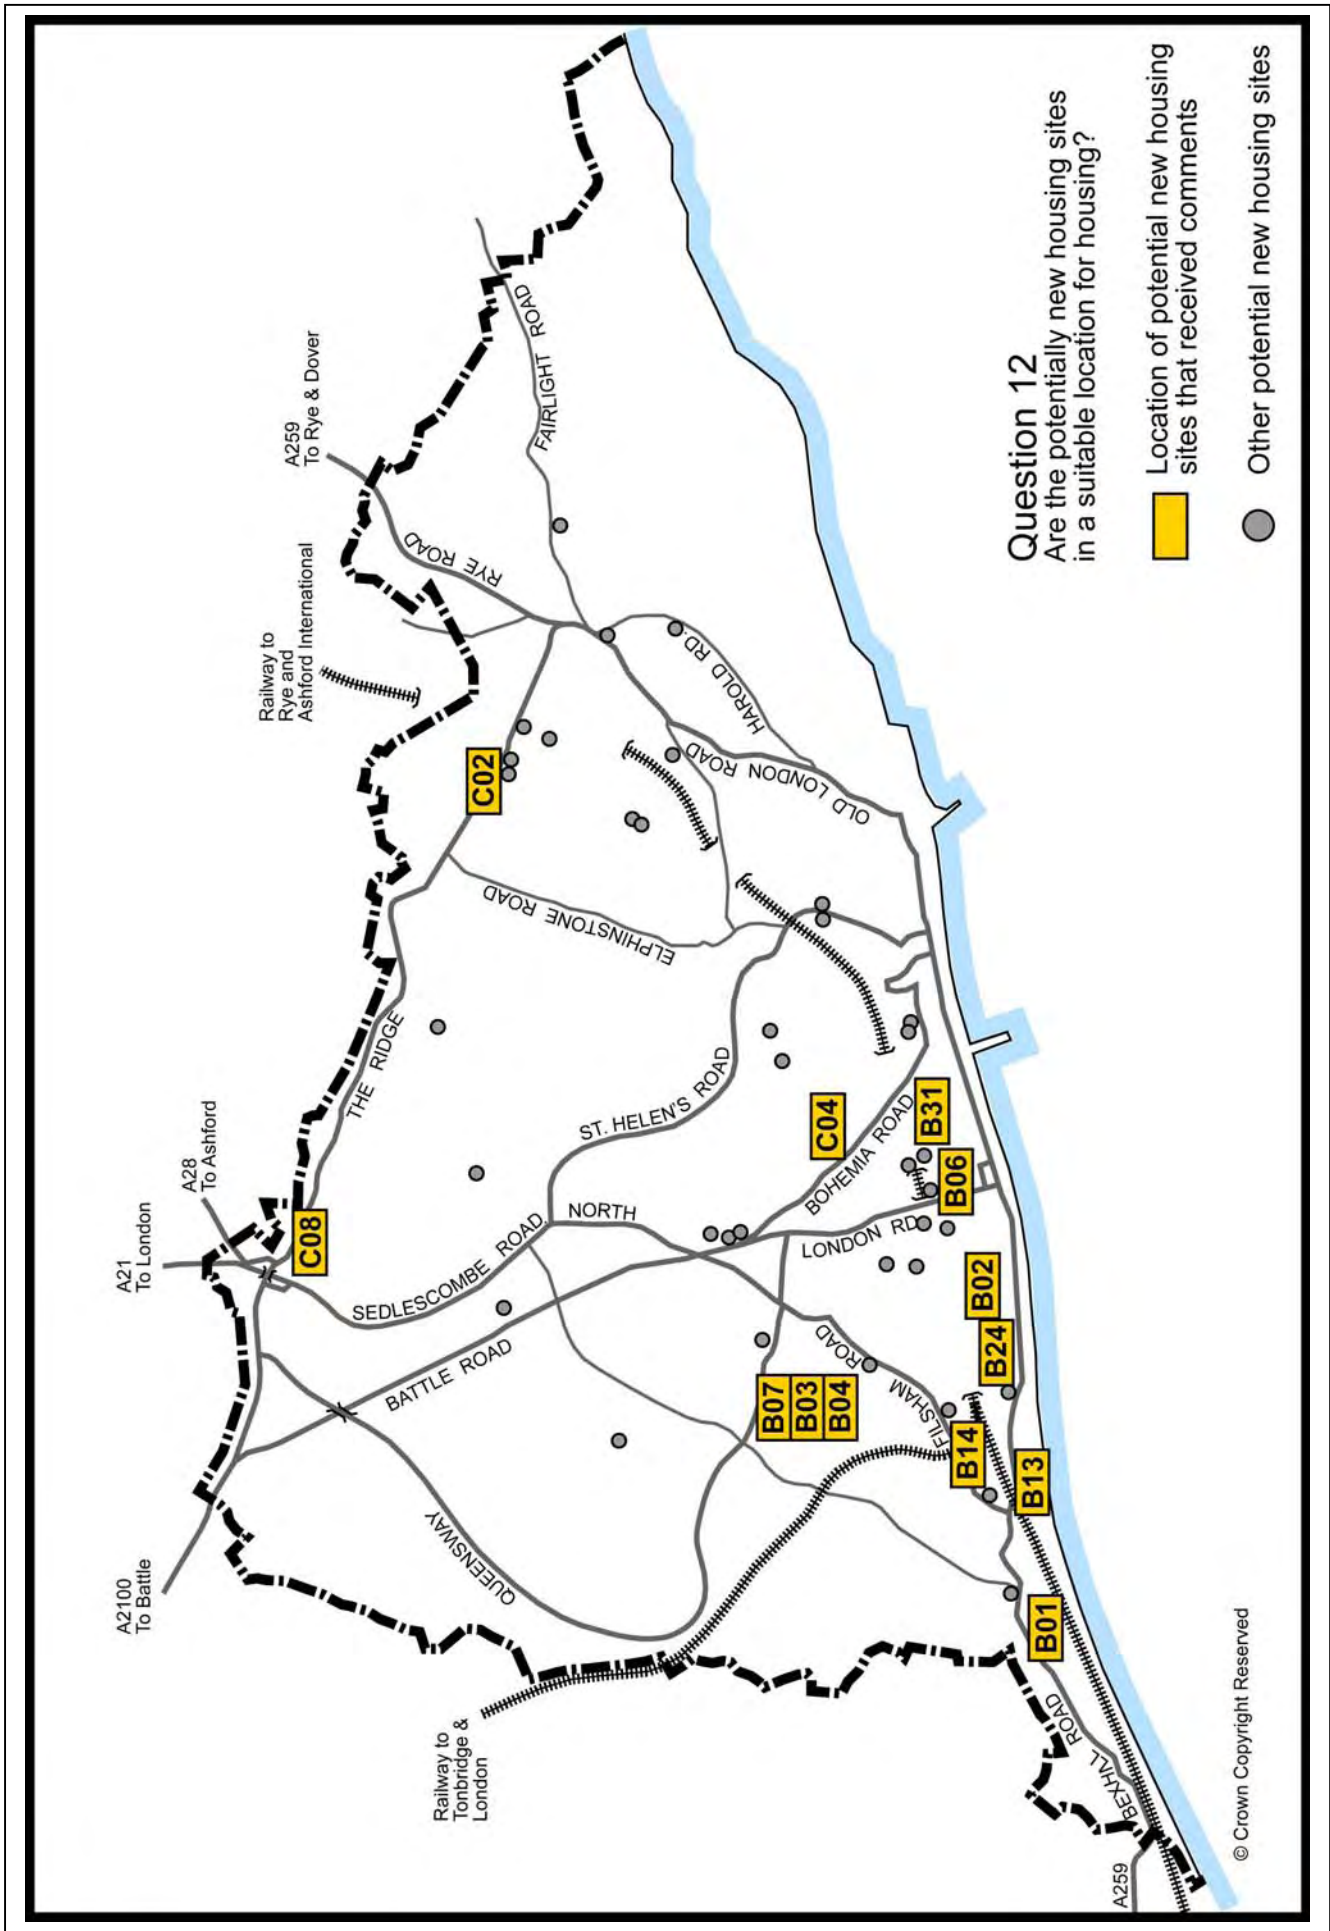 A2100
To Battle
A21
To London
A28
To Ashford
Railway to
Rye and
Ashford International
A259
To Rye & Dover
Railway to
Tonbridge &
London
C08
THE RIDGE
C02
RYE ROAD
FAIRLIGHT ROAD
QUEENSWAY
BATTLE ROAD
SEDLESCOMBE ROAD
NORTH
ST. HELEN'S ROAD
ELPHINSTONE ROAD
HAROLD RD.
OLD LONDON ROAD
B07
B03
B04
FILSHAM ROAD
LONDON RD
BOHEMIA ROAD
C04
B31
B06
B02
B24
B14
B13
B01
BEXHILL ROAD
A259
Question 12
Are the potentially new housing sites
in a suitable location for housing?
Location of potential new housing
sites that received comments
Other potential new housing sites
© Crown Copyright Reserved